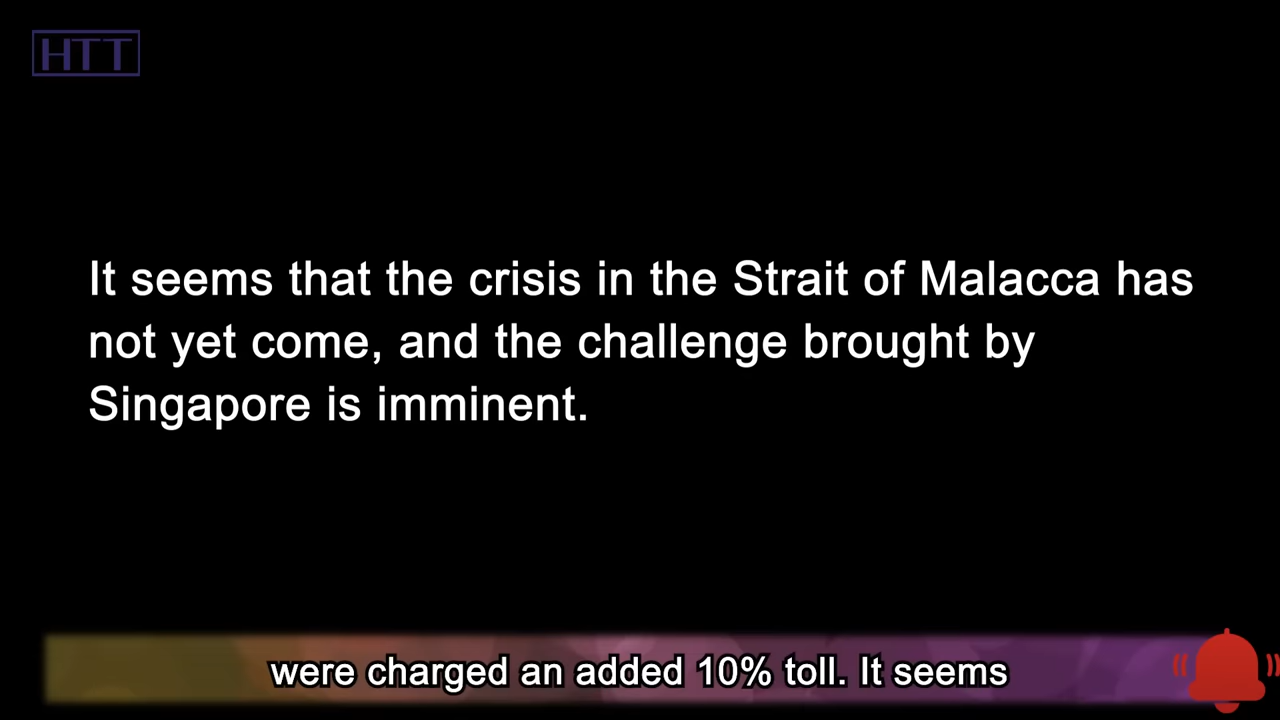 HTT
It seems that the crisis in the Strait of Malacca has
not yet come, and the challenge brought by
Singapore is imminent.
were charged an added 10% toll. It seems